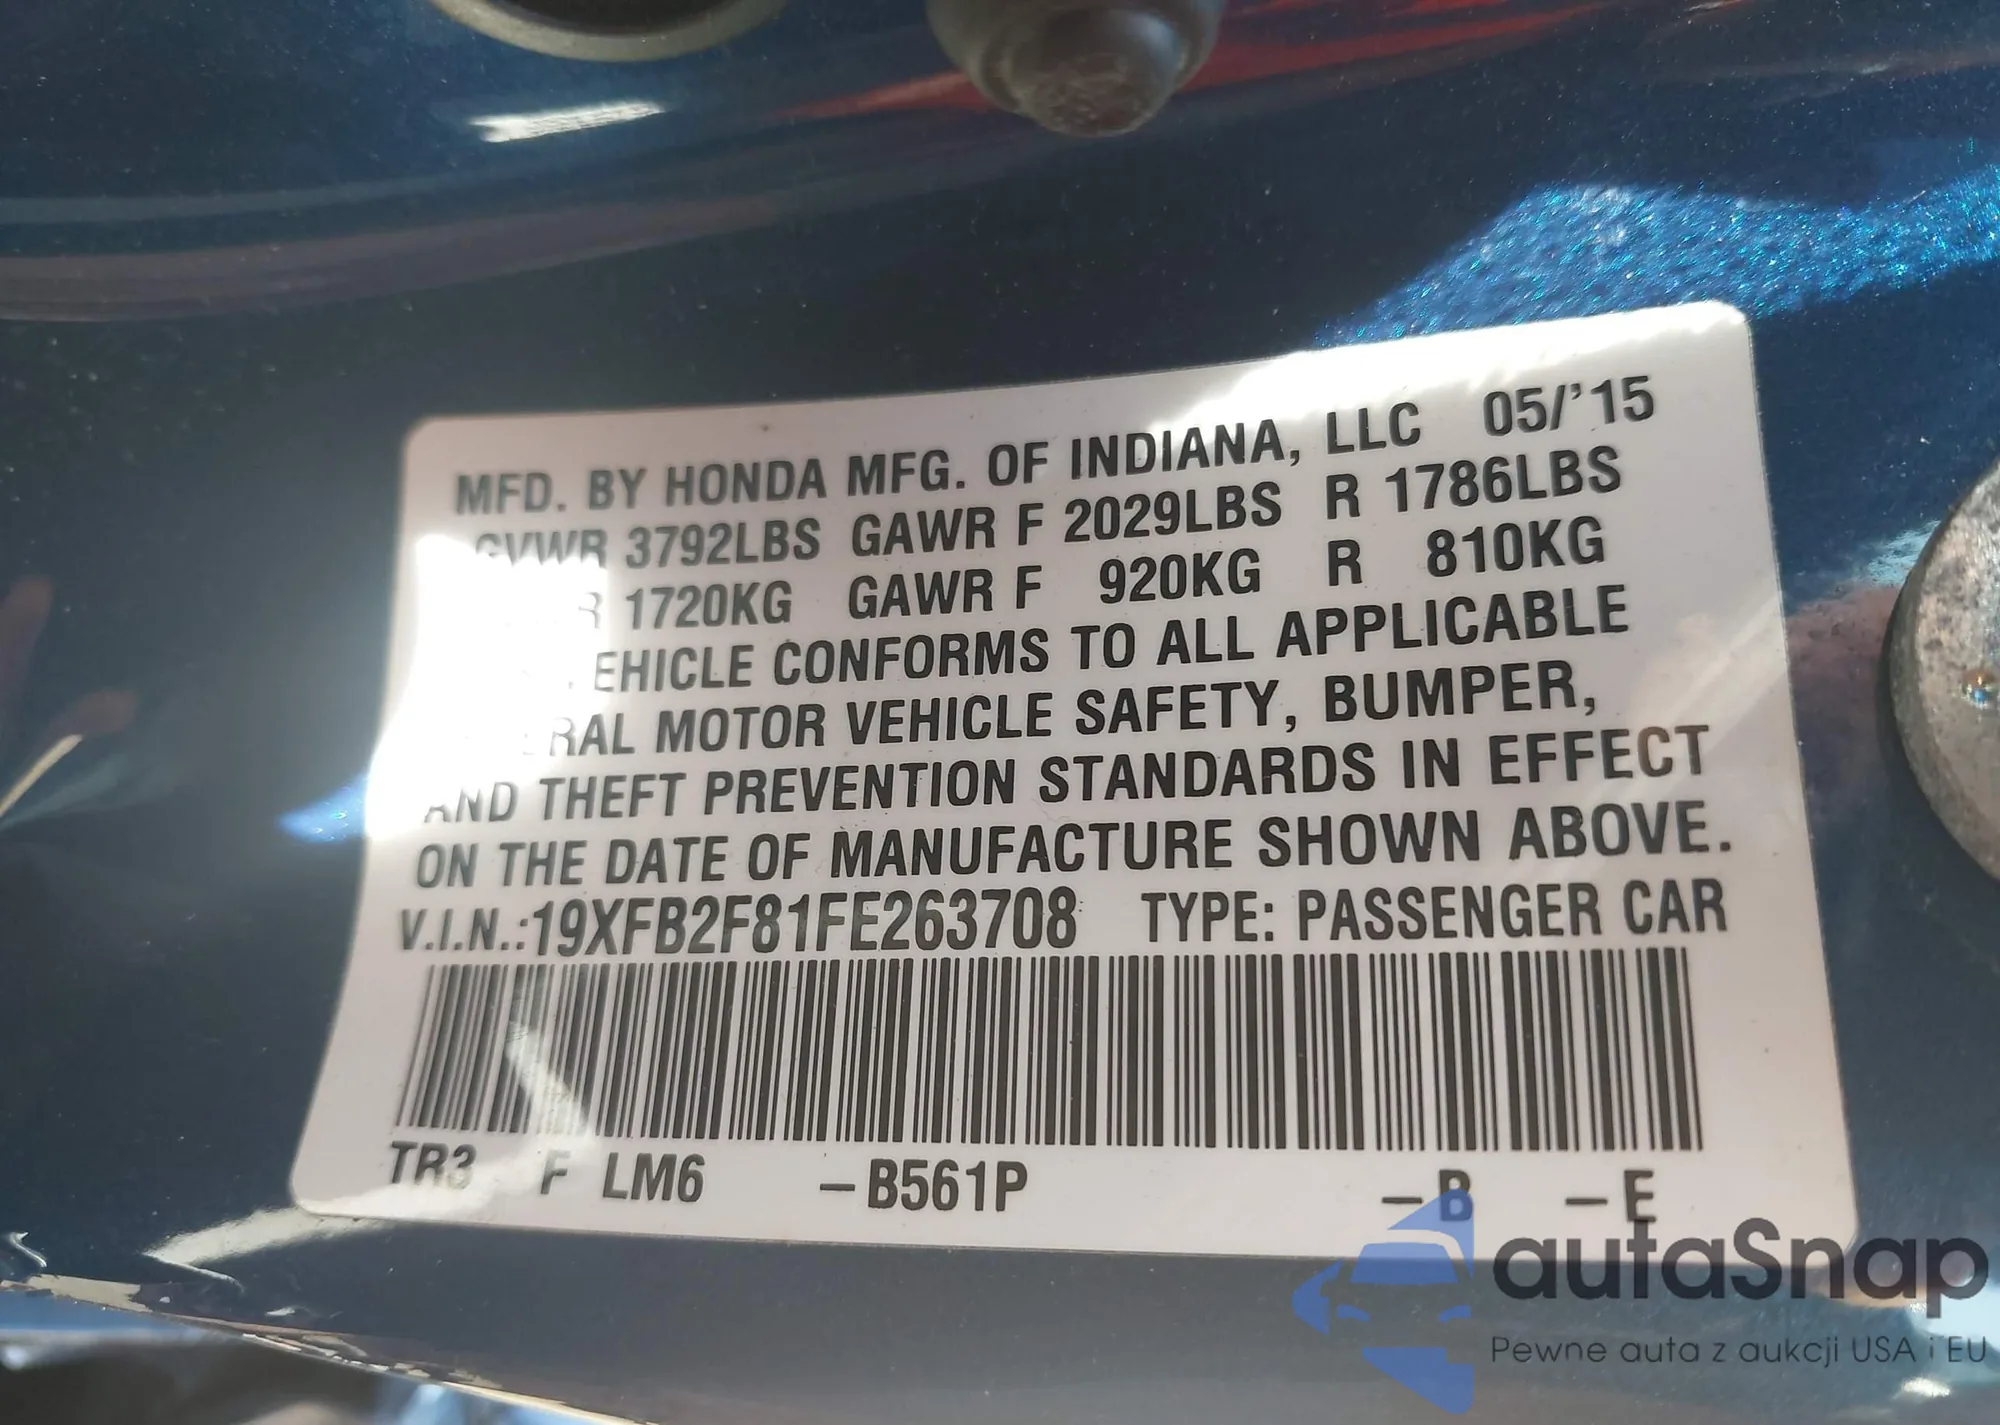 MFD. BY HONDA MFG. OF INDIANA, LLC 05/'15
GVWR 3792LBS GAWR F 2029LBS R 1786LBS
1720KG GAWR F 920KG R 810KG
EHICLE CONFORMS TO ALL APPLICABLE
RAL MOTOR VEHICLE SAFETY, BUMPER,
AND THEFT PREVENTION STANDARDS IN EFFECT
ON THE DATE OF MANUFACTURE SHOWN ABOVE.
V.I.N.:19XFB2F81FE263708 TYPE: PASSENGER CAR
TR3 F LM6 –B561P –B –E
autaSnap
Pewne auta z aukcji USA i EU